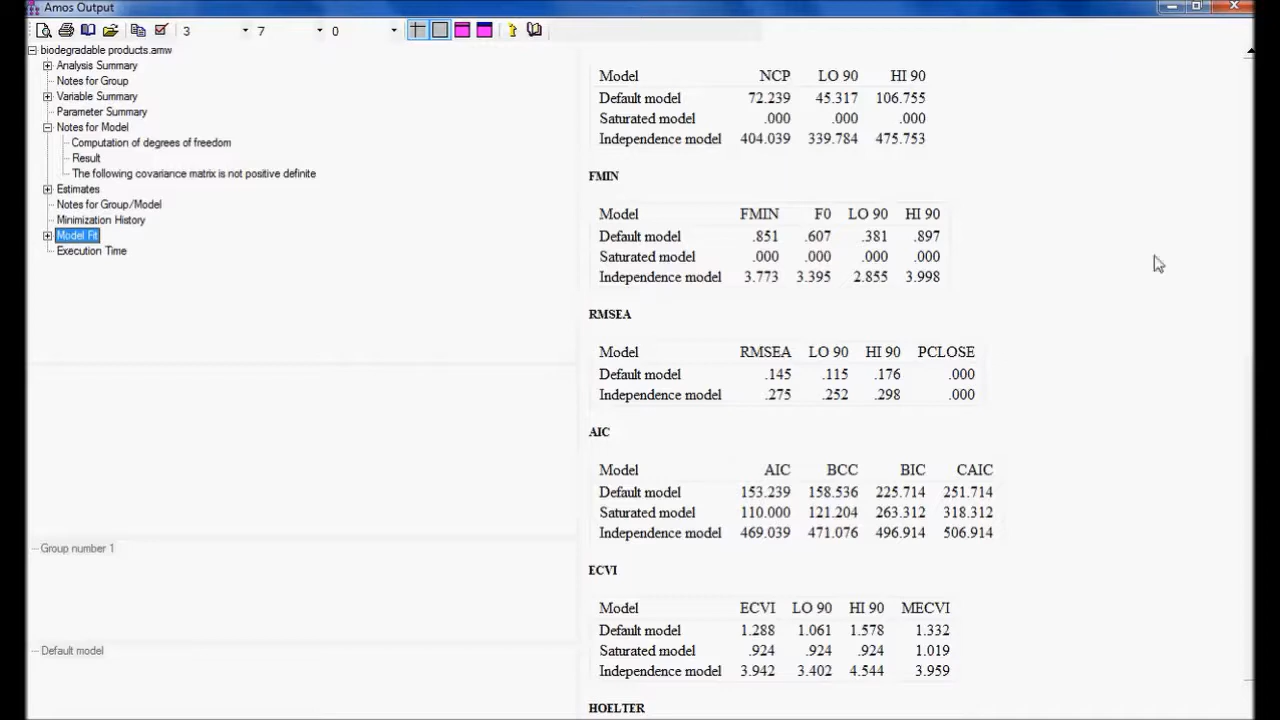 Amos Output
3 7 0
biodegradable products.amw
Analysis Summary
Notes for Group
Variable Summary
Parameter Summary
Notes for Model
Computation of degrees of freedom
Result
The following covariance matrix is not positive definite
Estimates
Notes for Group/Model
Minimization History
Model Fit
Execution Time
Group number 1
Default model
Model NCP LO 90 HI 90
Default model 72.239 45.317 106.755
Saturated model .000 .000 .000
Independence model 404.039 339.784 475.753
FMIN
Model FMIN F0 LO 90 HI 90
Default model .851 .607 .381 .897
Saturated model .000 .000 .000 .000
Independence model 3.773 3.395 2.855 3.998
RMSEA
Model RMSEA LO 90 HI 90 PCLOSE
Default model .145 .115 .176 .000
Independence model .275 .252 .298 .000
AIC
Model AIC BCC BIC CAIC
Default model 153.239 158.536 225.714 251.714
Saturated model 110.000 121.204 263.312 318.312
Independence model 469.039 471.076 496.914 506.914
ECVI
Model ECVI LO 90 HI 90 MECVI
Default model 1.288 1.061 1.578 1.332
Saturated model .924 .924 .924 1.019
Independence model 3.942 3.402 4.544 3.959
HOELTER